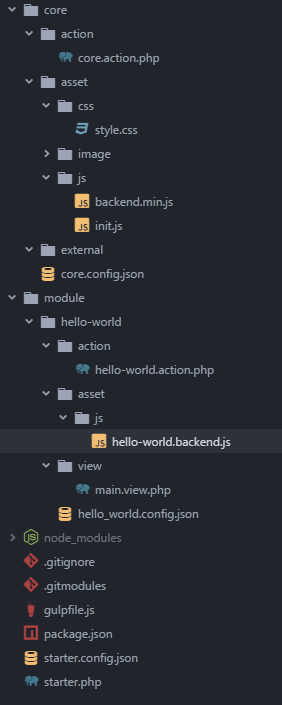 core
action
core.action.php
asset
css
style.css
image
js
JS backend.min.js
JS init.js
external
core.config.json
module
hello-world
action
hello-world.action.php
asset
js
JS hello-world.backend.js
view
main.view.php
hello_world.config.json
node_modules
.gitignore
.gitmodules
gulpfile.js
package.json
starter.config.json
starter.php